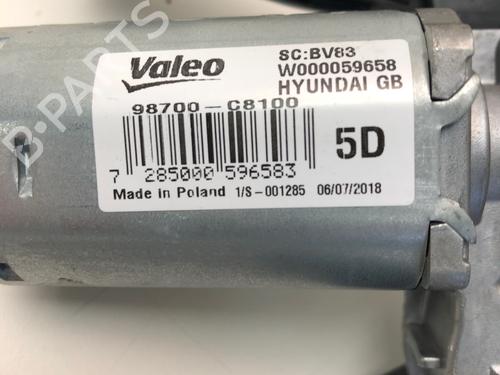 Valeo
SC:BV83
W000059658
HYUNDAI GB
98700-C8100
5D
7 285000 596583
Made in Poland 1/S-001285 06/07/2018
B-PARTS